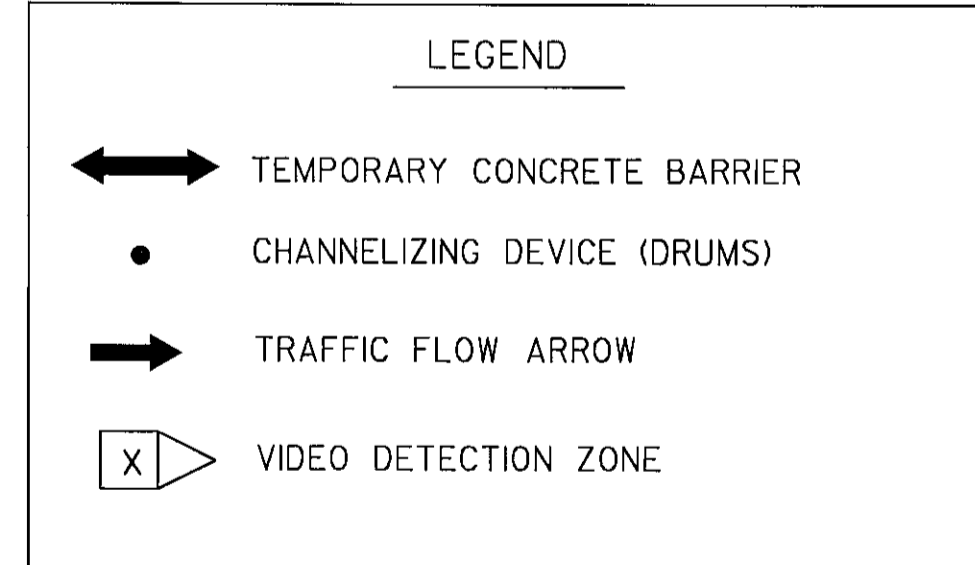 LEGEND
TEMPORARY CONCRETE BARRIER
CHANNELIZING DEVICE (DRUMS)
TRAFFIC FLOW ARROW
X VIDEO DETECTION ZONE